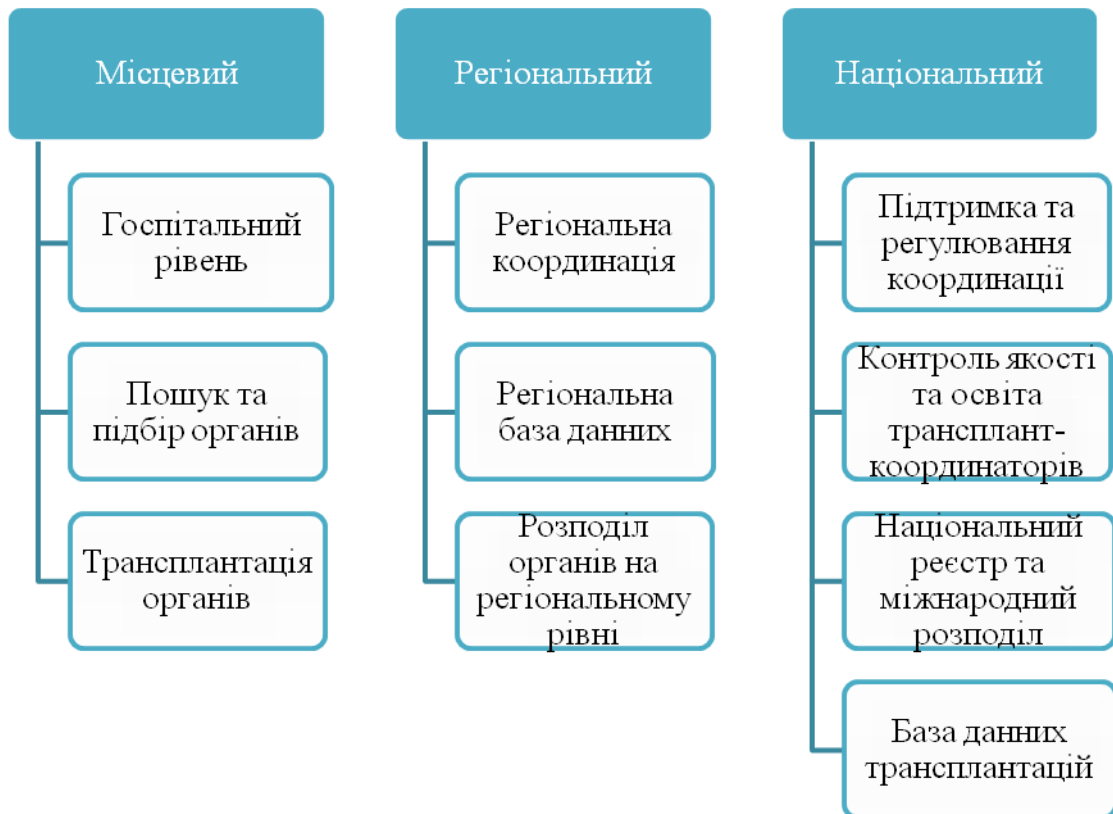 Місцевий
Госпітальний
рівень
Пошук та
підбір органів
Трансплантація
органів
Регіональний
Регіональна
координація
Регіональна
база данних
Розподіл
органів на
регіональному
рівні
Національний
Підтримка та
регулювання
координації
Контроль якості
та освіта
трансплант-
координаторів
Національний
реєстр та
міжнародний
розподіл
База данних
трансплантацій